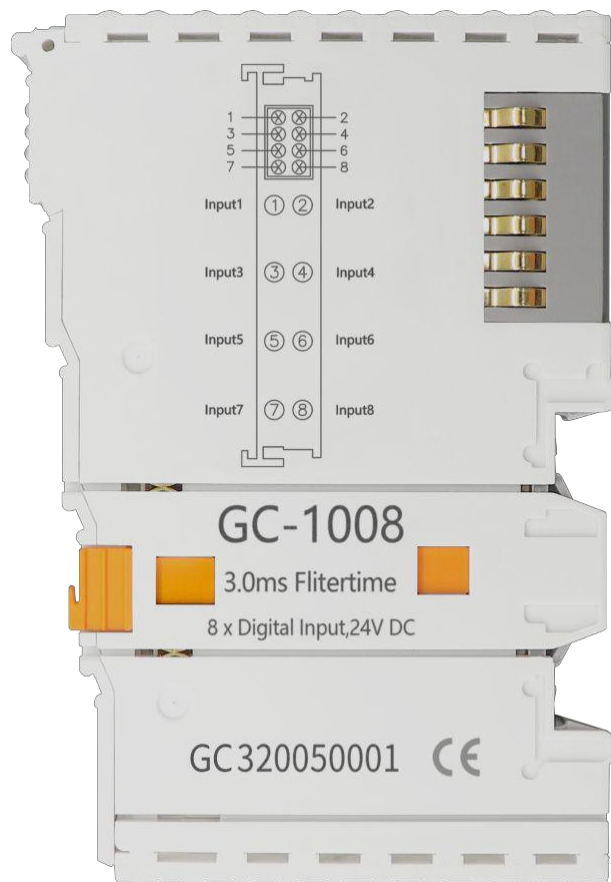 1 2
3 4
5 6
7 8
Input1 1 2 Input2
Input3 3 4 Input4
Input5 5 6 Input6
Input7 7 8 Input8
GC-1008
3.0ms Flitertime
8 x Digital Input,24V DC
GC320050001 CE